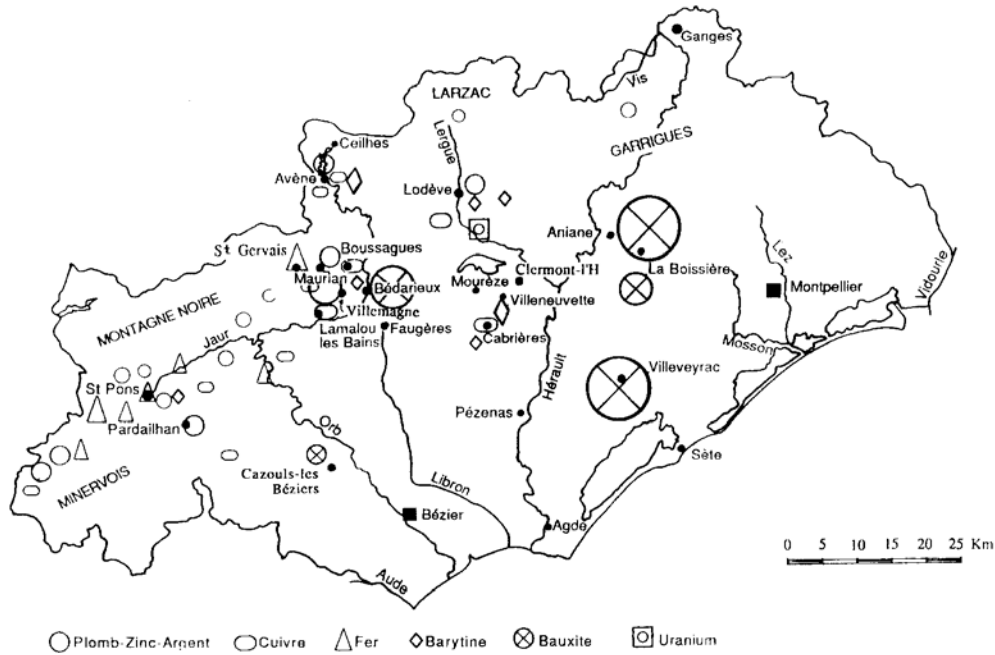 Ganges
Vis
LARZAC
GARRIGUES
Lergue
Ceilhes
Avène
Lodève
Aniane
Lez
Vidourle
St Gervais
Boussagues
La Boissière
Clermont-l'H
Mourèze
Maurian
Bédarieux
Montpellier
Villeneuvette
Villemagne
MONTAGNE NOIRE
Lamalou
les Bains
Faugères
Cabrières
Jaur
Mosson
Hérault
Villeveyrac
St Pons
Pézenas
Pardailhan
Orb
Sète
Cazouls-les
Béziers
MINERVOIS
Libron
Bézier
Agde
Aude
0 5 10 15 20 25 Km
Plomb-Zinc-Argent Cuivre Fer Barytine Bauxite Uranium